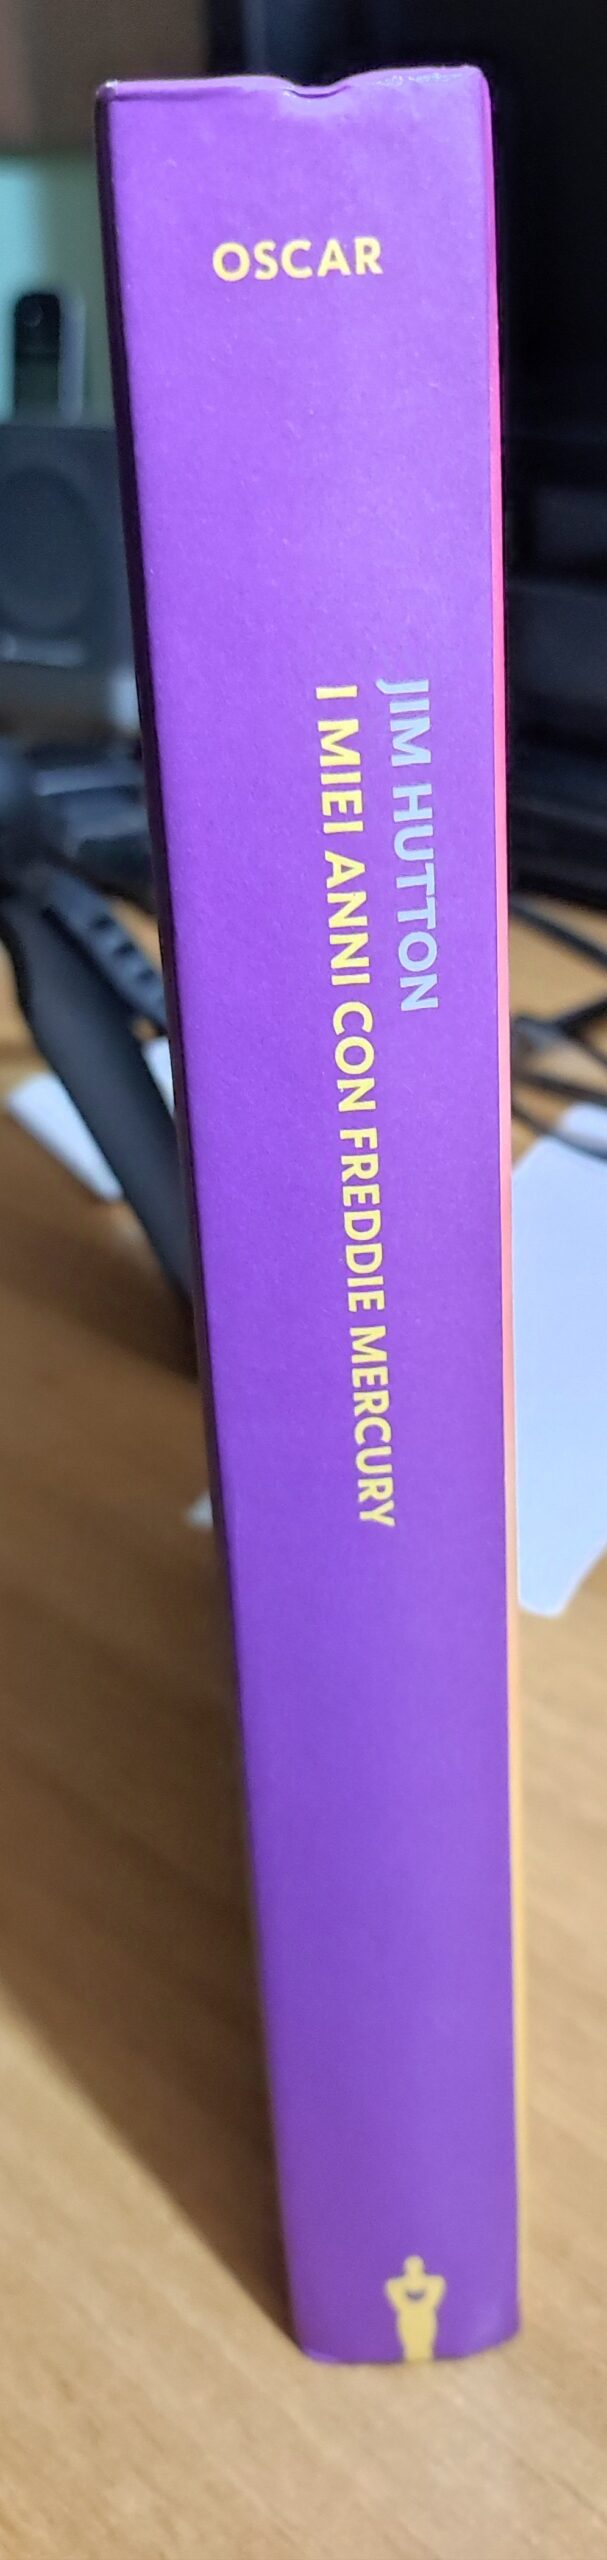 OSCAR
JIM HUTTON
I MIEI ANNI CON FREDDIE MERCURY